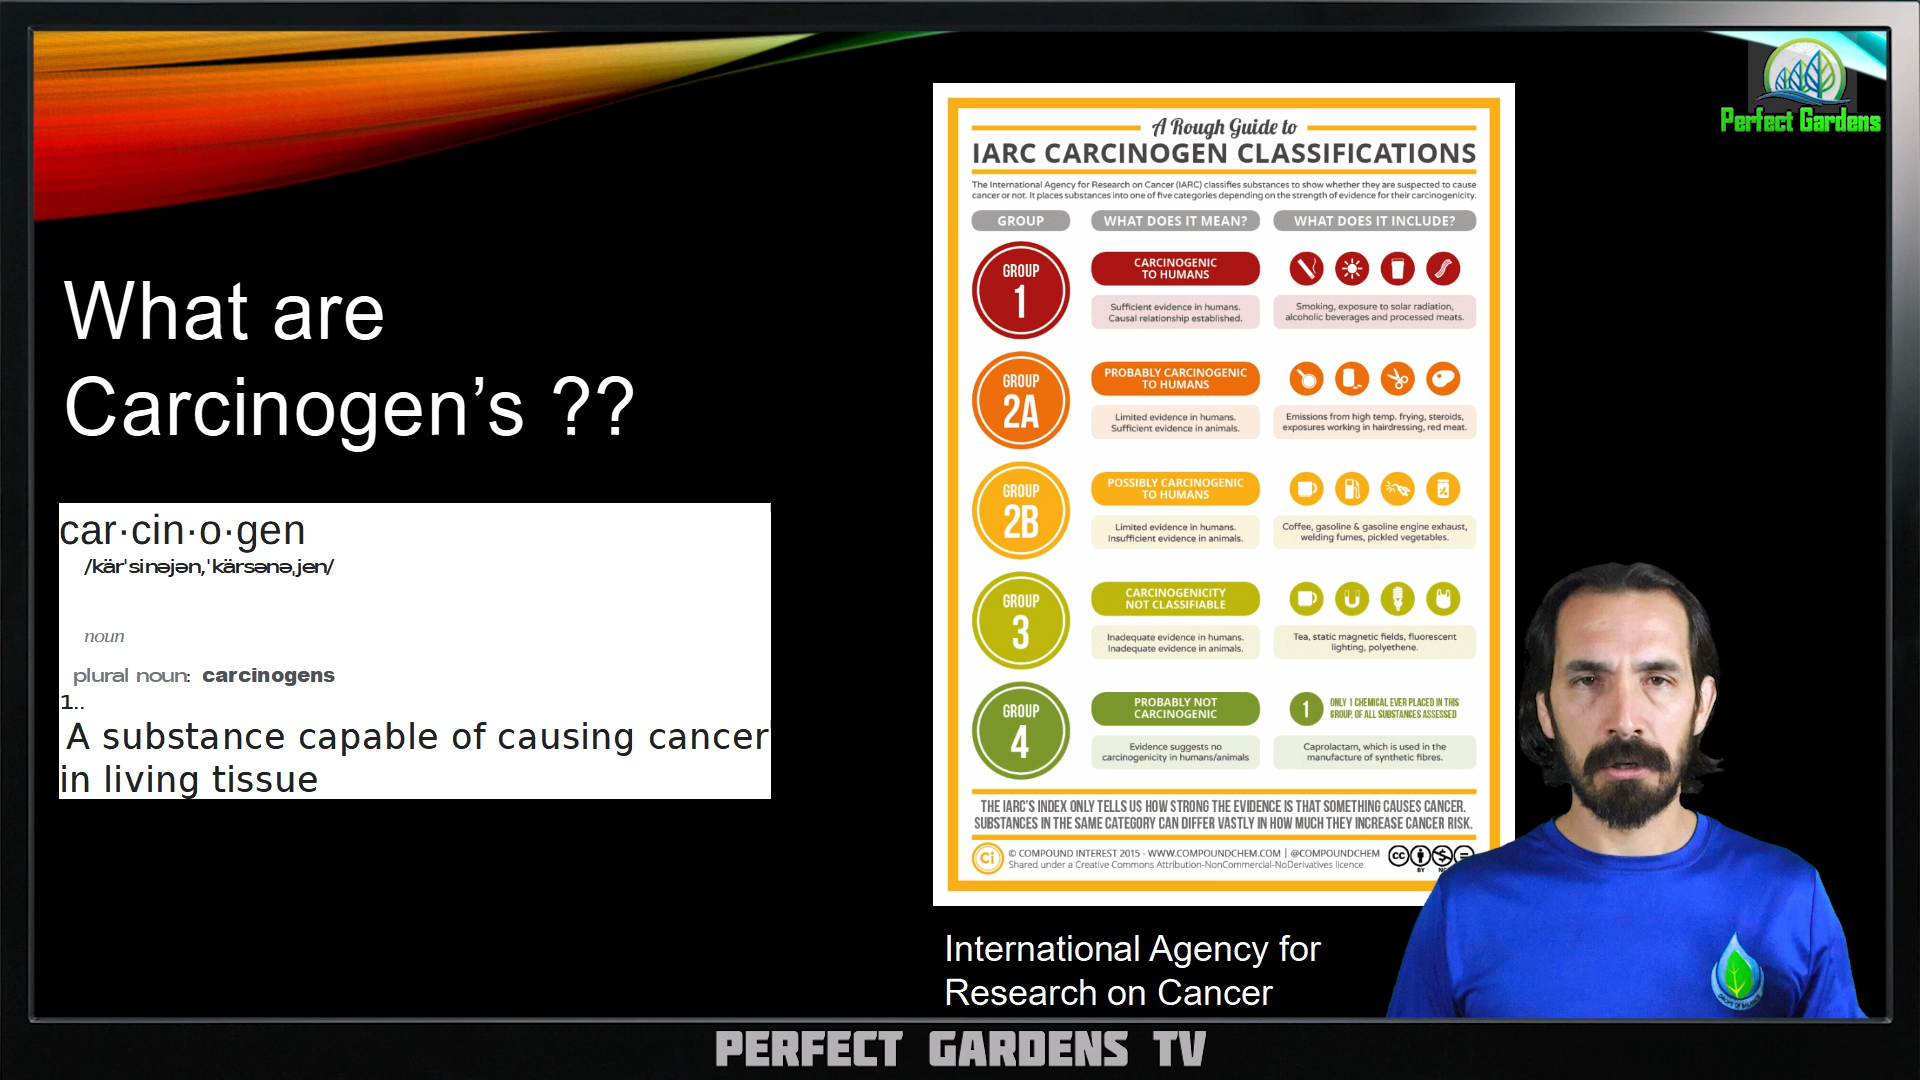 Perfect Gardens
What are
Carcinogen’s ??
car·cin·o·gen
/kärˈsinəjən,ˈkärsənəˌjen/
noun
plural noun: carcinogens
1..
A substance capable of causing cancer
in living tissue
A Rough Guide to
IARC CARCINOGEN CLASSIFICATIONS
The International Agency for Research on Cancer (IARC) classifies substances to show whether they are suspected to cause
cancer or not. It places substances into one of five categories depending on the strength of evidence for their carcinogenicity.
GROUP
WHAT DOES IT MEAN?
WHAT DOES IT INCLUDE?
GROUP
1
CARCINOGENIC
TO HUMANS
Sufficient evidence in humans.
Causal relationship established.
Smoking, exposure to solar radiation,
alcoholic beverages and processed meats.
GROUP
2A
PROBABLY CARCINOGENIC
TO HUMANS
Limited evidence in humans.
Sufficient evidence in animals.
Emissions from high temp. frying, steroids,
exposures working in hairdressing, red meat.
GROUP
2B
POSSIBLY CARCINOGENIC
TO HUMANS
Limited evidence in humans.
Insufficient evidence in animals.
Coffee, gasoline & gasoline engine exhaust,
welding fumes, pickled vegetables.
GROUP
3
CARCINOGENICITY
NOT CLASSIFIABLE
Inadequate evidence in humans.
Inadequate evidence in animals.
Tea, static magnetic fields, fluorescent
lighting, polyethene.
GROUP
4
PROBABLY NOT
CARCINOGENIC
Evidence suggests no
carcinogenicity in humans/animals
1
ONLY 1 CHEMICAL EVER PLACED IN THIS
GROUP, OF ALL SUBSTANCES ASSESSED
Caprolactam, which is used in the
manufacture of synthetic fibres.
THE IARC'S INDEX ONLY TELLS US HOW STRONG THE EVIDENCE IS THAT SOMETHING CAUSES CANCER.
SUBSTANCES IN THE SAME CATEGORY CAN DIFFER VASTLY IN HOW MUCH THEY INCREASE CANCER RISK.
Ci
© COMPOUND INTEREST 2015 - WWW.COMPOUNDCHEM.COM | @COMPOUNDCHEM
Shared under a Creative Commons Attribution-NonCommercial-NoDerivatives licence.
cc
BY
International Agency for
Research on Cancer
PERFECT GARDENS TV